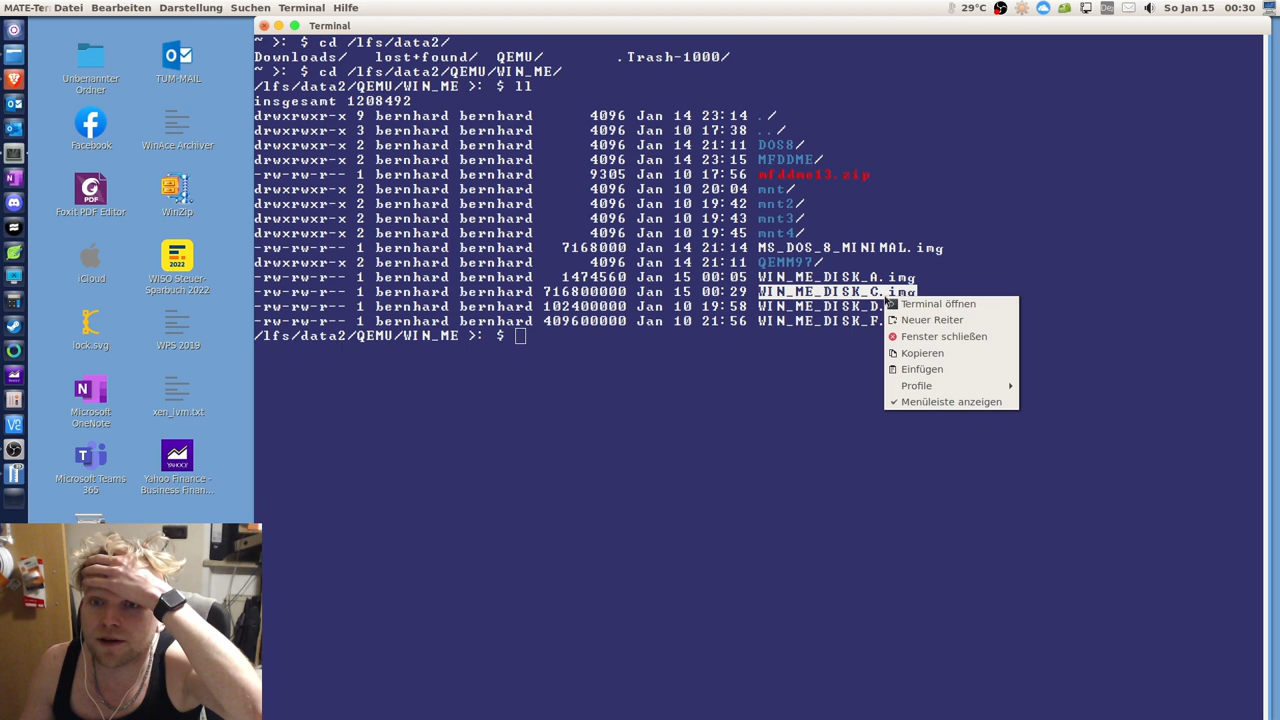 MATE-Ter Datei Bearbeiten Darstellung Suchen Terminal Hilfe
29°C De So Jan 15 00:30
Terminal
~ >: $ cd /lfs/data2/
Downloads/ lost+found/ QEMU/ .Trash-1000/
~ >: $ cd /lfs/data2/QEMU/WIN_ME/
/lfs/data2/QEMU/WIN_ME >: $ ll
insgesamt 1208492
drwxrwxr-x 9 bernhard bernhard 4096 Jan 14 23:14 ./
drwxrwxr-x 3 bernhard bernhard 4096 Jan 10 17:38 ../
drwxrwxr-x 2 bernhard bernhard 4096 Jan 14 21:11 DOS8/
drwxrwxr-x 2 bernhard bernhard 4096 Jan 14 23:15 MFDDME/
-rw-rw-r-- 1 bernhard bernhard 9305 Jan 10 17:56 mfddme13.zip
drwxrwxr-x 2 bernhard bernhard 4096 Jan 10 20:04 mnt/
drwxrwxr-x 2 bernhard bernhard 4096 Jan 10 19:42 mnt2/
drwxrwxr-x 2 bernhard bernhard 4096 Jan 10 19:43 mnt3/
drwxrwxr-x 2 bernhard bernhard 4096 Jan 10 19:45 mnt4/
-rw-rw-r-- 1 bernhard bernhard 7168000 Jan 14 21:14 MS_DOS_8_MINIMAL.img
drwxrwxr-x 2 bernhard bernhard 4096 Jan 14 21:11 QEMM97/
-rw-rw-r-- 1 bernhard bernhard 1474560 Jan 15 00:05 WIN_ME_DISK_A.img
-rw-rw-r-- 1 bernhard bernhard 716800000 Jan 15 00:29 WIN_ME_DISK_C.img
-rw-rw-r-- 1 bernhard bernhard 102400000 Jan 10 19:58 WIN_ME_DISK_D.
-rw-rw-r-- 1 bernhard bernhard 409600000 Jan 10 21:56 WIN_ME_DISK_F.
/lfs/data2/QEMU/WIN_ME >: $
Terminal öffnen
Neuer Reiter
Fenster schließen
Kopieren
Einfügen
Profile
Menüleiste anzeigen
Unbenannter
Ordner
TUM-MAIL
Facebook
WinAce Archiver
PDF
Foxit PDF Editor
WinZip
WISO
2022
iCloud
WISO Steuer-
Sparbuch 2022
lock.svg
WPS 2019
Microsoft
OneNote
xen_lvm.txt
YAHOO!
Microsoft Teams
365
Yahoo Finance -
Business Finan...